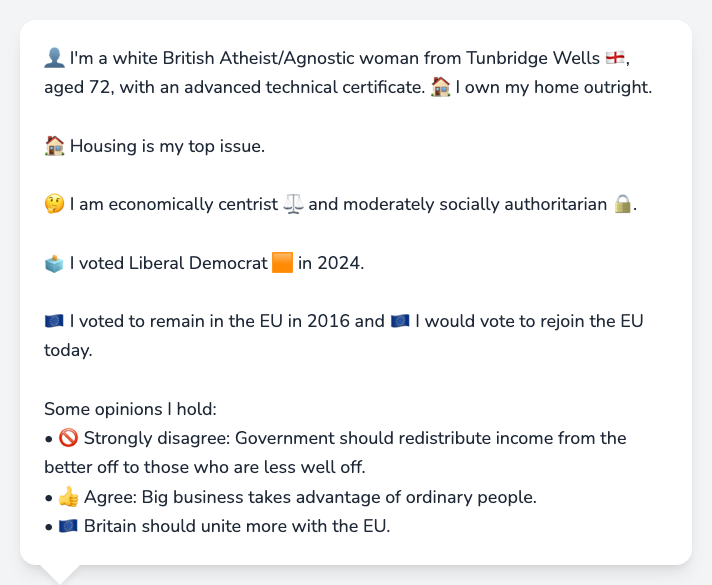 👤 I'm a white British Atheist/Agnostic woman from Tunbridge Wells 🏴󠁧󠁢󠁥󠁮󠁧󠁿,
aged 72, with an advanced technical certificate. 🏠 I own my home outright.
🏠 Housing is my top issue.
🤔 I am economically centrist ⚖️ and moderately socially authoritarian 🔒.
🗳️ I voted Liberal Democrat 🟧 in 2024.
🇪🇺 I voted to remain in the EU in 2016 and 🇪🇺 I would vote to rejoin the EU
today.
Some opinions I hold:
• 🚫 Strongly disagree: Government should redistribute income from the
better off to those who are less well off.
• 👍 Agree: Big business takes advantage of ordinary people.
• 🇪🇺 Britain should unite more with the EU.